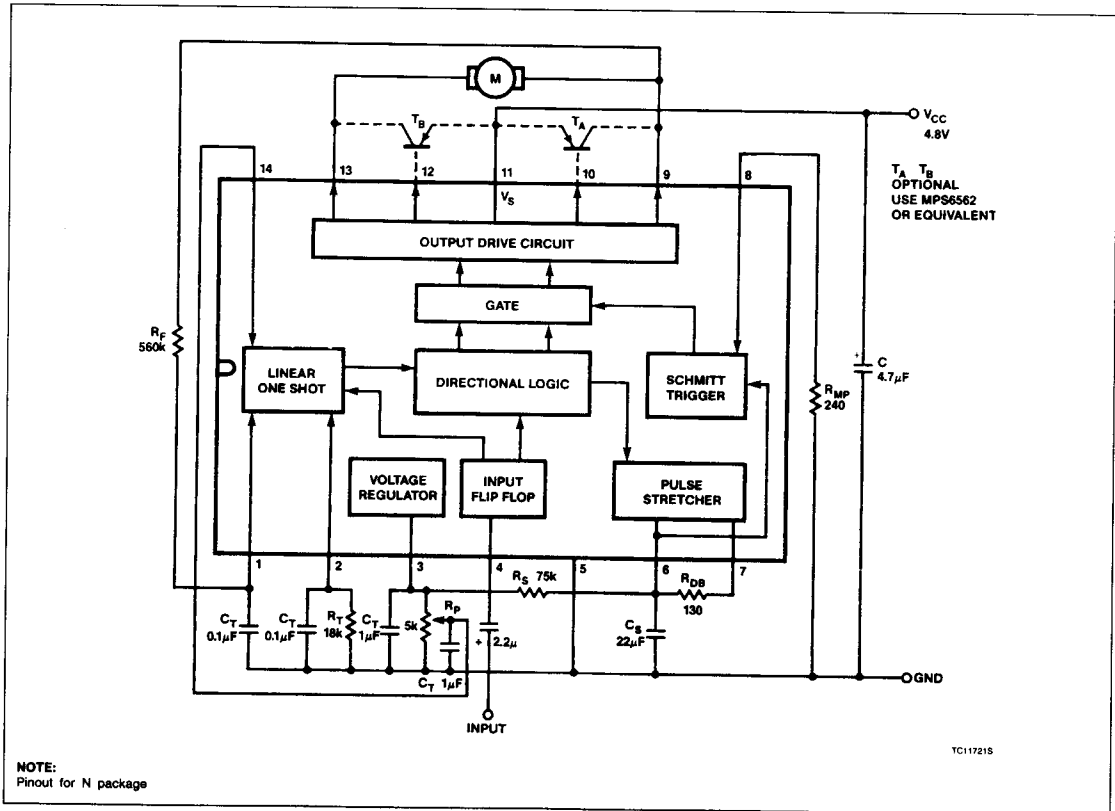 M
T_B
T_A
V_CC
4.8V
14
13
12
11
10
9
8
V_S
T_A T_B
OPTIONAL
USE MPS6562
OR EQUIVALENT
OUTPUT DRIVE CIRCUIT
GATE
R_F
560k
LINEAR
ONE SHOT
DIRECTIONAL LOGIC
SCHMITT
TRIGGER
R_MP
240
+
C
4.7μF
VOLTAGE
REGULATOR
INPUT
FLIP FLOP
PULSE
STRETCHER
1
2
3
4
5
6
7
R_S 75k
R_DB
130
C_T
0.1μF
C_T
0.1μF
R_T
18k
C_T
1μF
5k
R_P
C_T 1μF
+
2.2μ
C_S
22μF
GND
INPUT
TC11721S
NOTE:
Pinout for N package